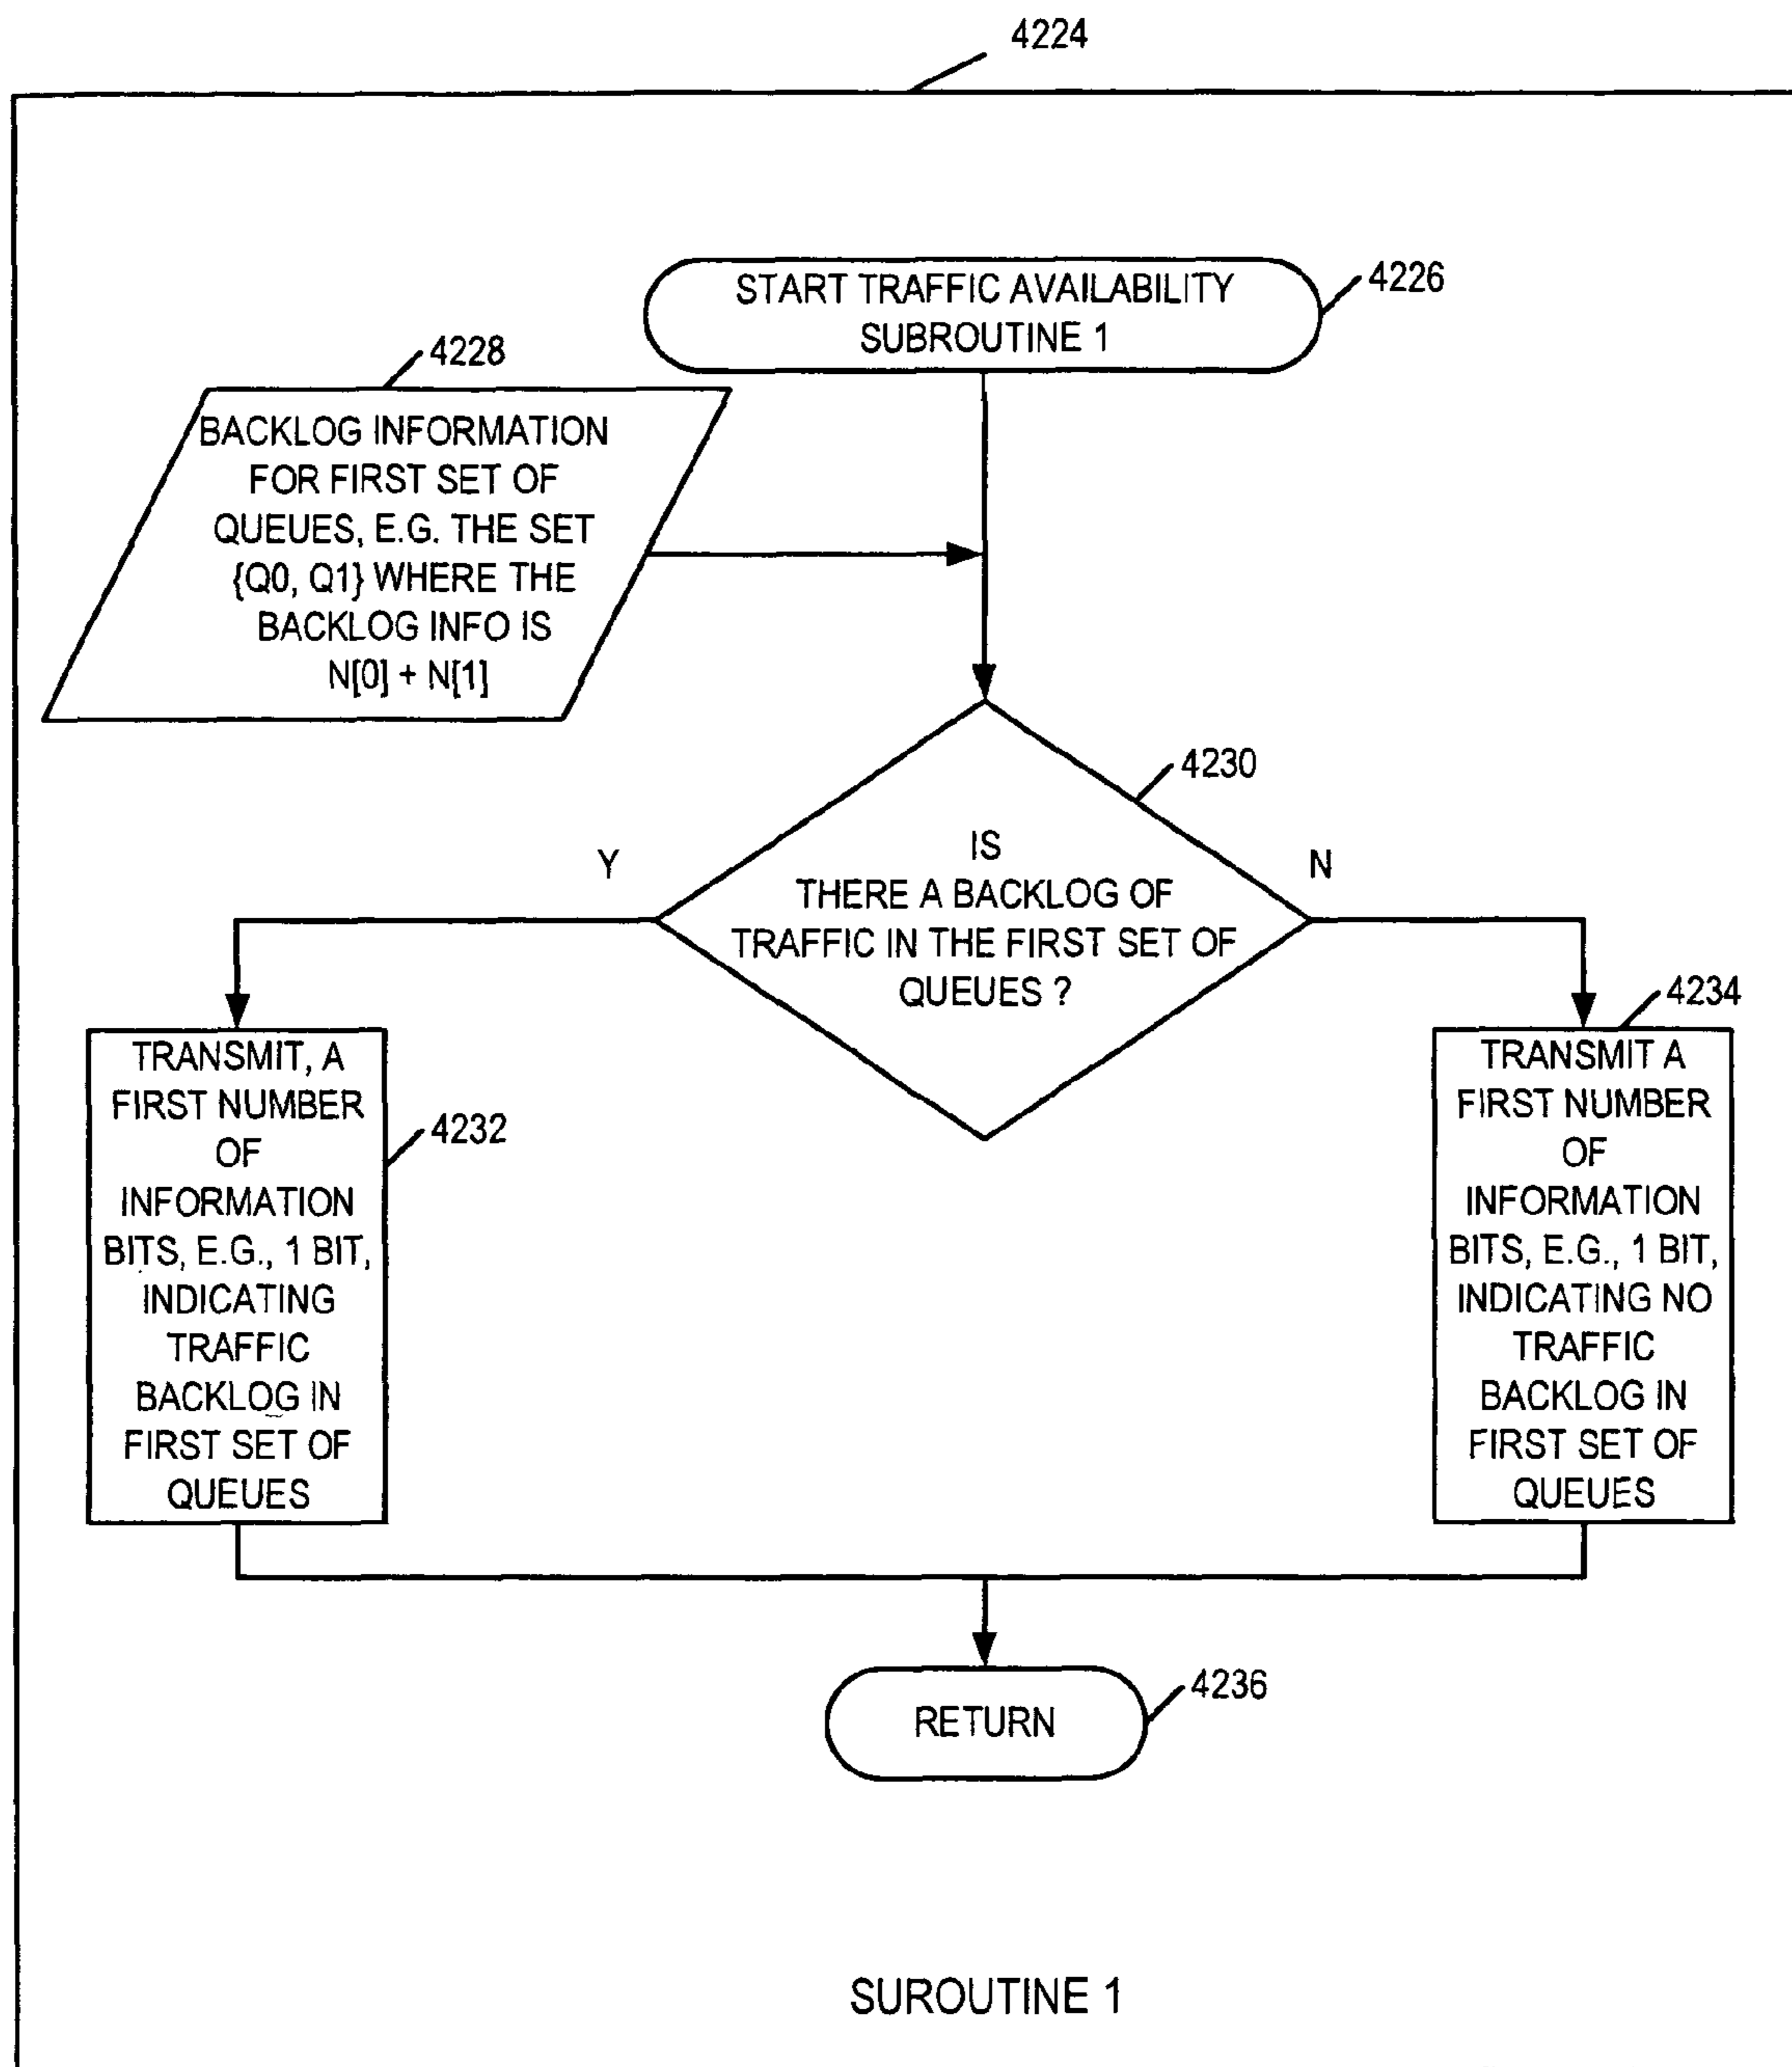 4224
START TRAFFIC AVAILABILITY
SUBROUTINE 1
4226
4228
BACKLOG INFORMATION
FOR FIRST SET OF
QUEUES, E.G. THE SET
{Q0, Q1} WHERE THE
BACKLOG INFO IS
N[0] + N[1]
4230
IS
THERE A BACKLOG OF
TRAFFIC IN THE FIRST SET OF
QUEUES ?
Y
N
4232
TRANSMIT, A
FIRST NUMBER
OF
INFORMATION
BITS, E.G., 1 BIT,
INDICATING
TRAFFIC
BACKLOG IN
FIRST SET OF
QUEUES
4234
TRANSMIT A
FIRST NUMBER
OF
INFORMATION
BITS, E.G., 1 BIT,
INDICATING NO
TRAFFIC
BACKLOG IN
FIRST SET OF
QUEUES
RETURN
4236
SUROUTINE 1